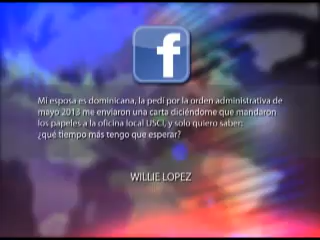 f
Mi esposa es dominicana, la pedí por la orden administrativa de
mayo 2013 me enviaron una carta diciéndome que mandaron
los papeles a la oficina local USCI, y solo quiero saber:
¿qué tiempo más tengo que esperar?
WILLIE LOPEZ